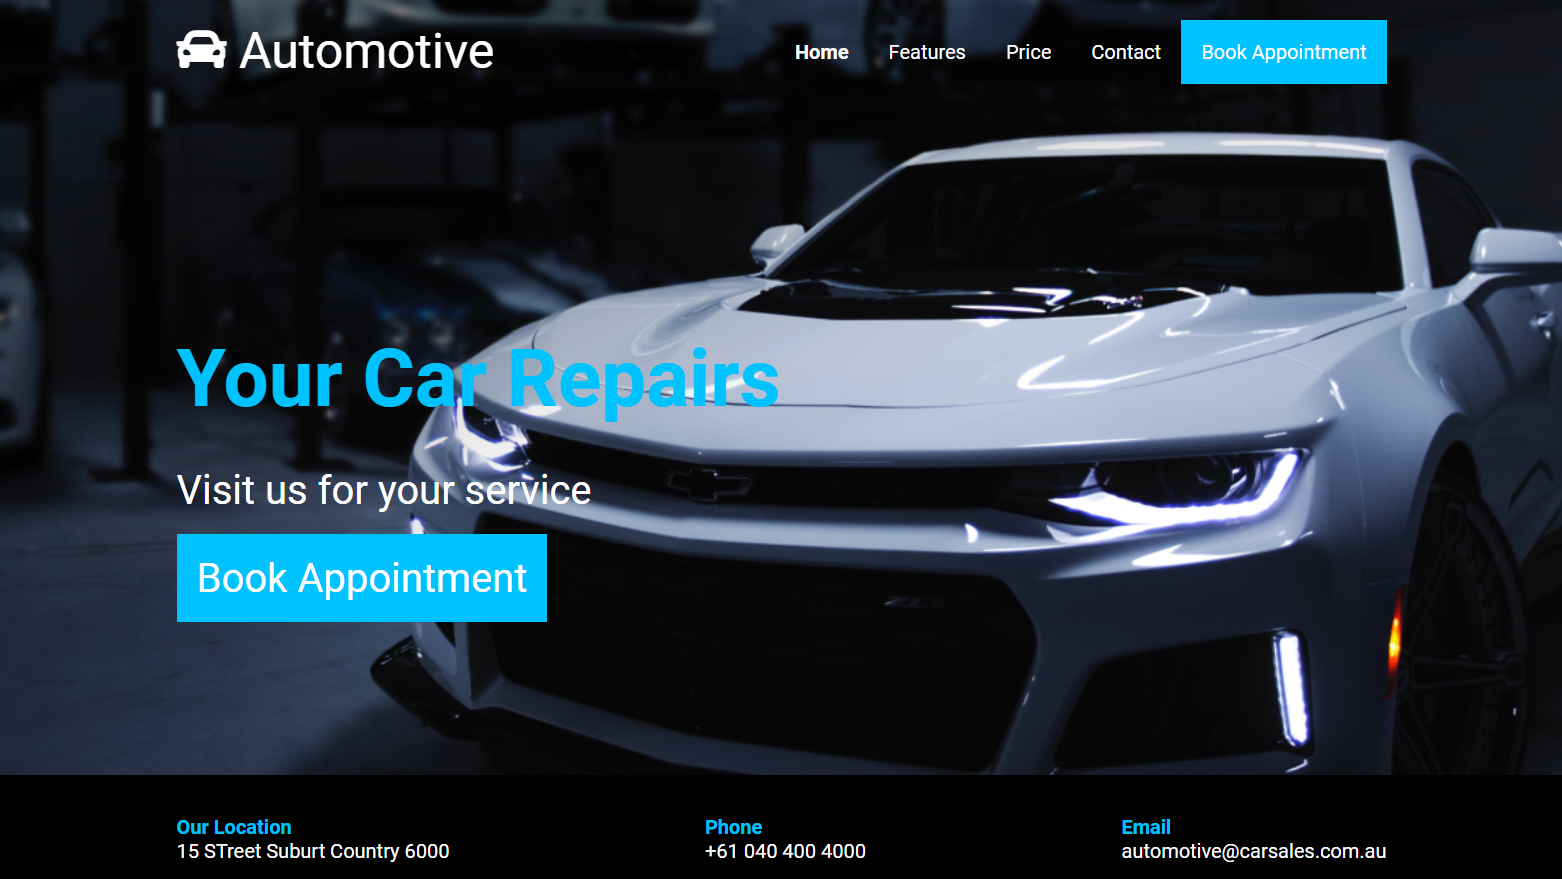 Automotive
Home Features Price Contact Book Appointment
Your Car Repairs
Visit us for your service
Book Appointment
ZL1
Our Location Phone Email
15 STreet Suburt Country 6000 +61 040 400 4000 automotive@carsales.com.au